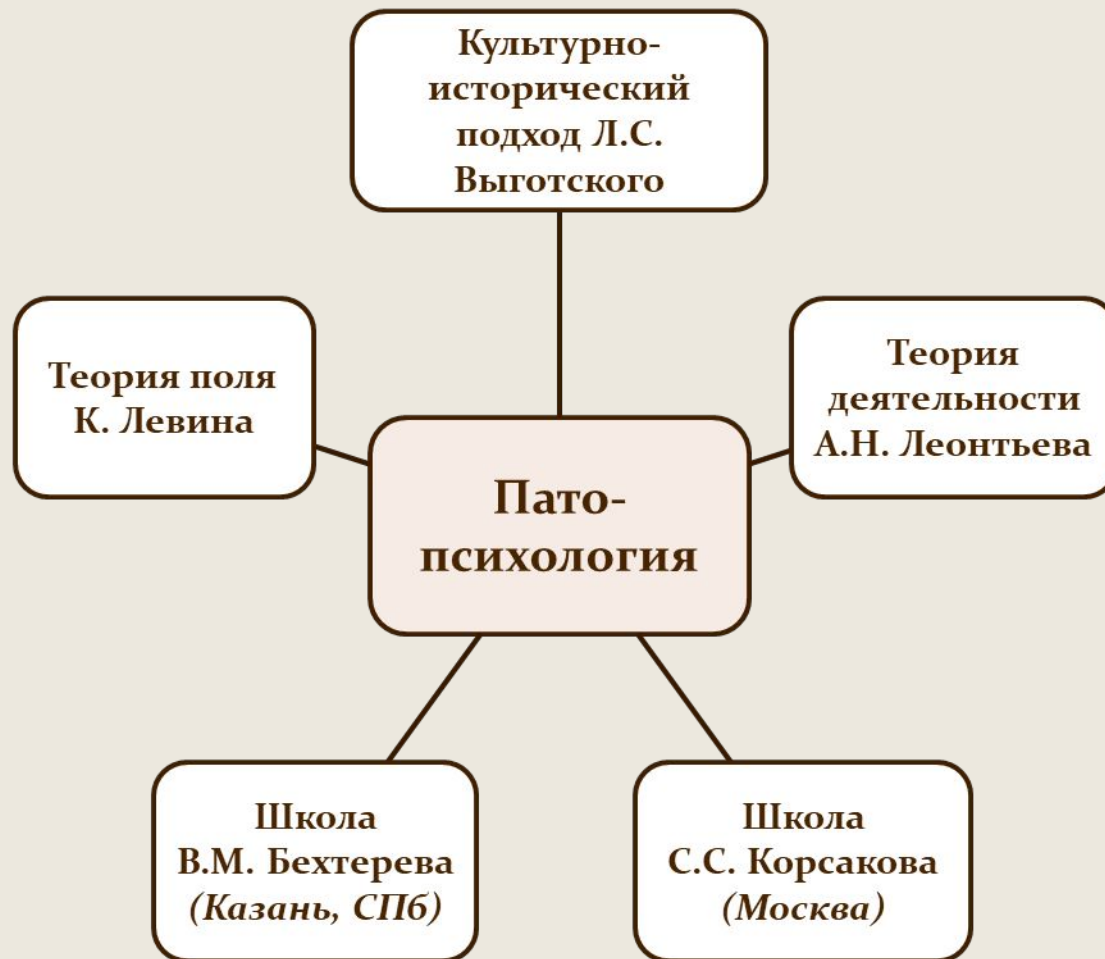 Культурно-
исторический
подход Л.С.
Выготского
Теория поля
К. Левина
Теория
деятельности
А.Н. Леонтьева
Пато-
психология
Школа
В.М. Бехтерева
(Казань, СПб)
Школа
С.С. Корсакова
(Москва)